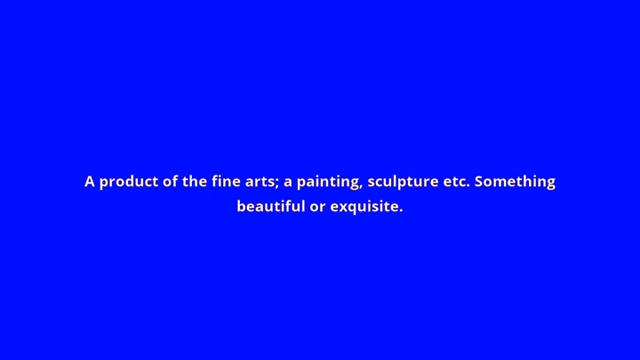 A product of the fine arts; a painting, sculpture etc. Something
beautiful or exquisite.